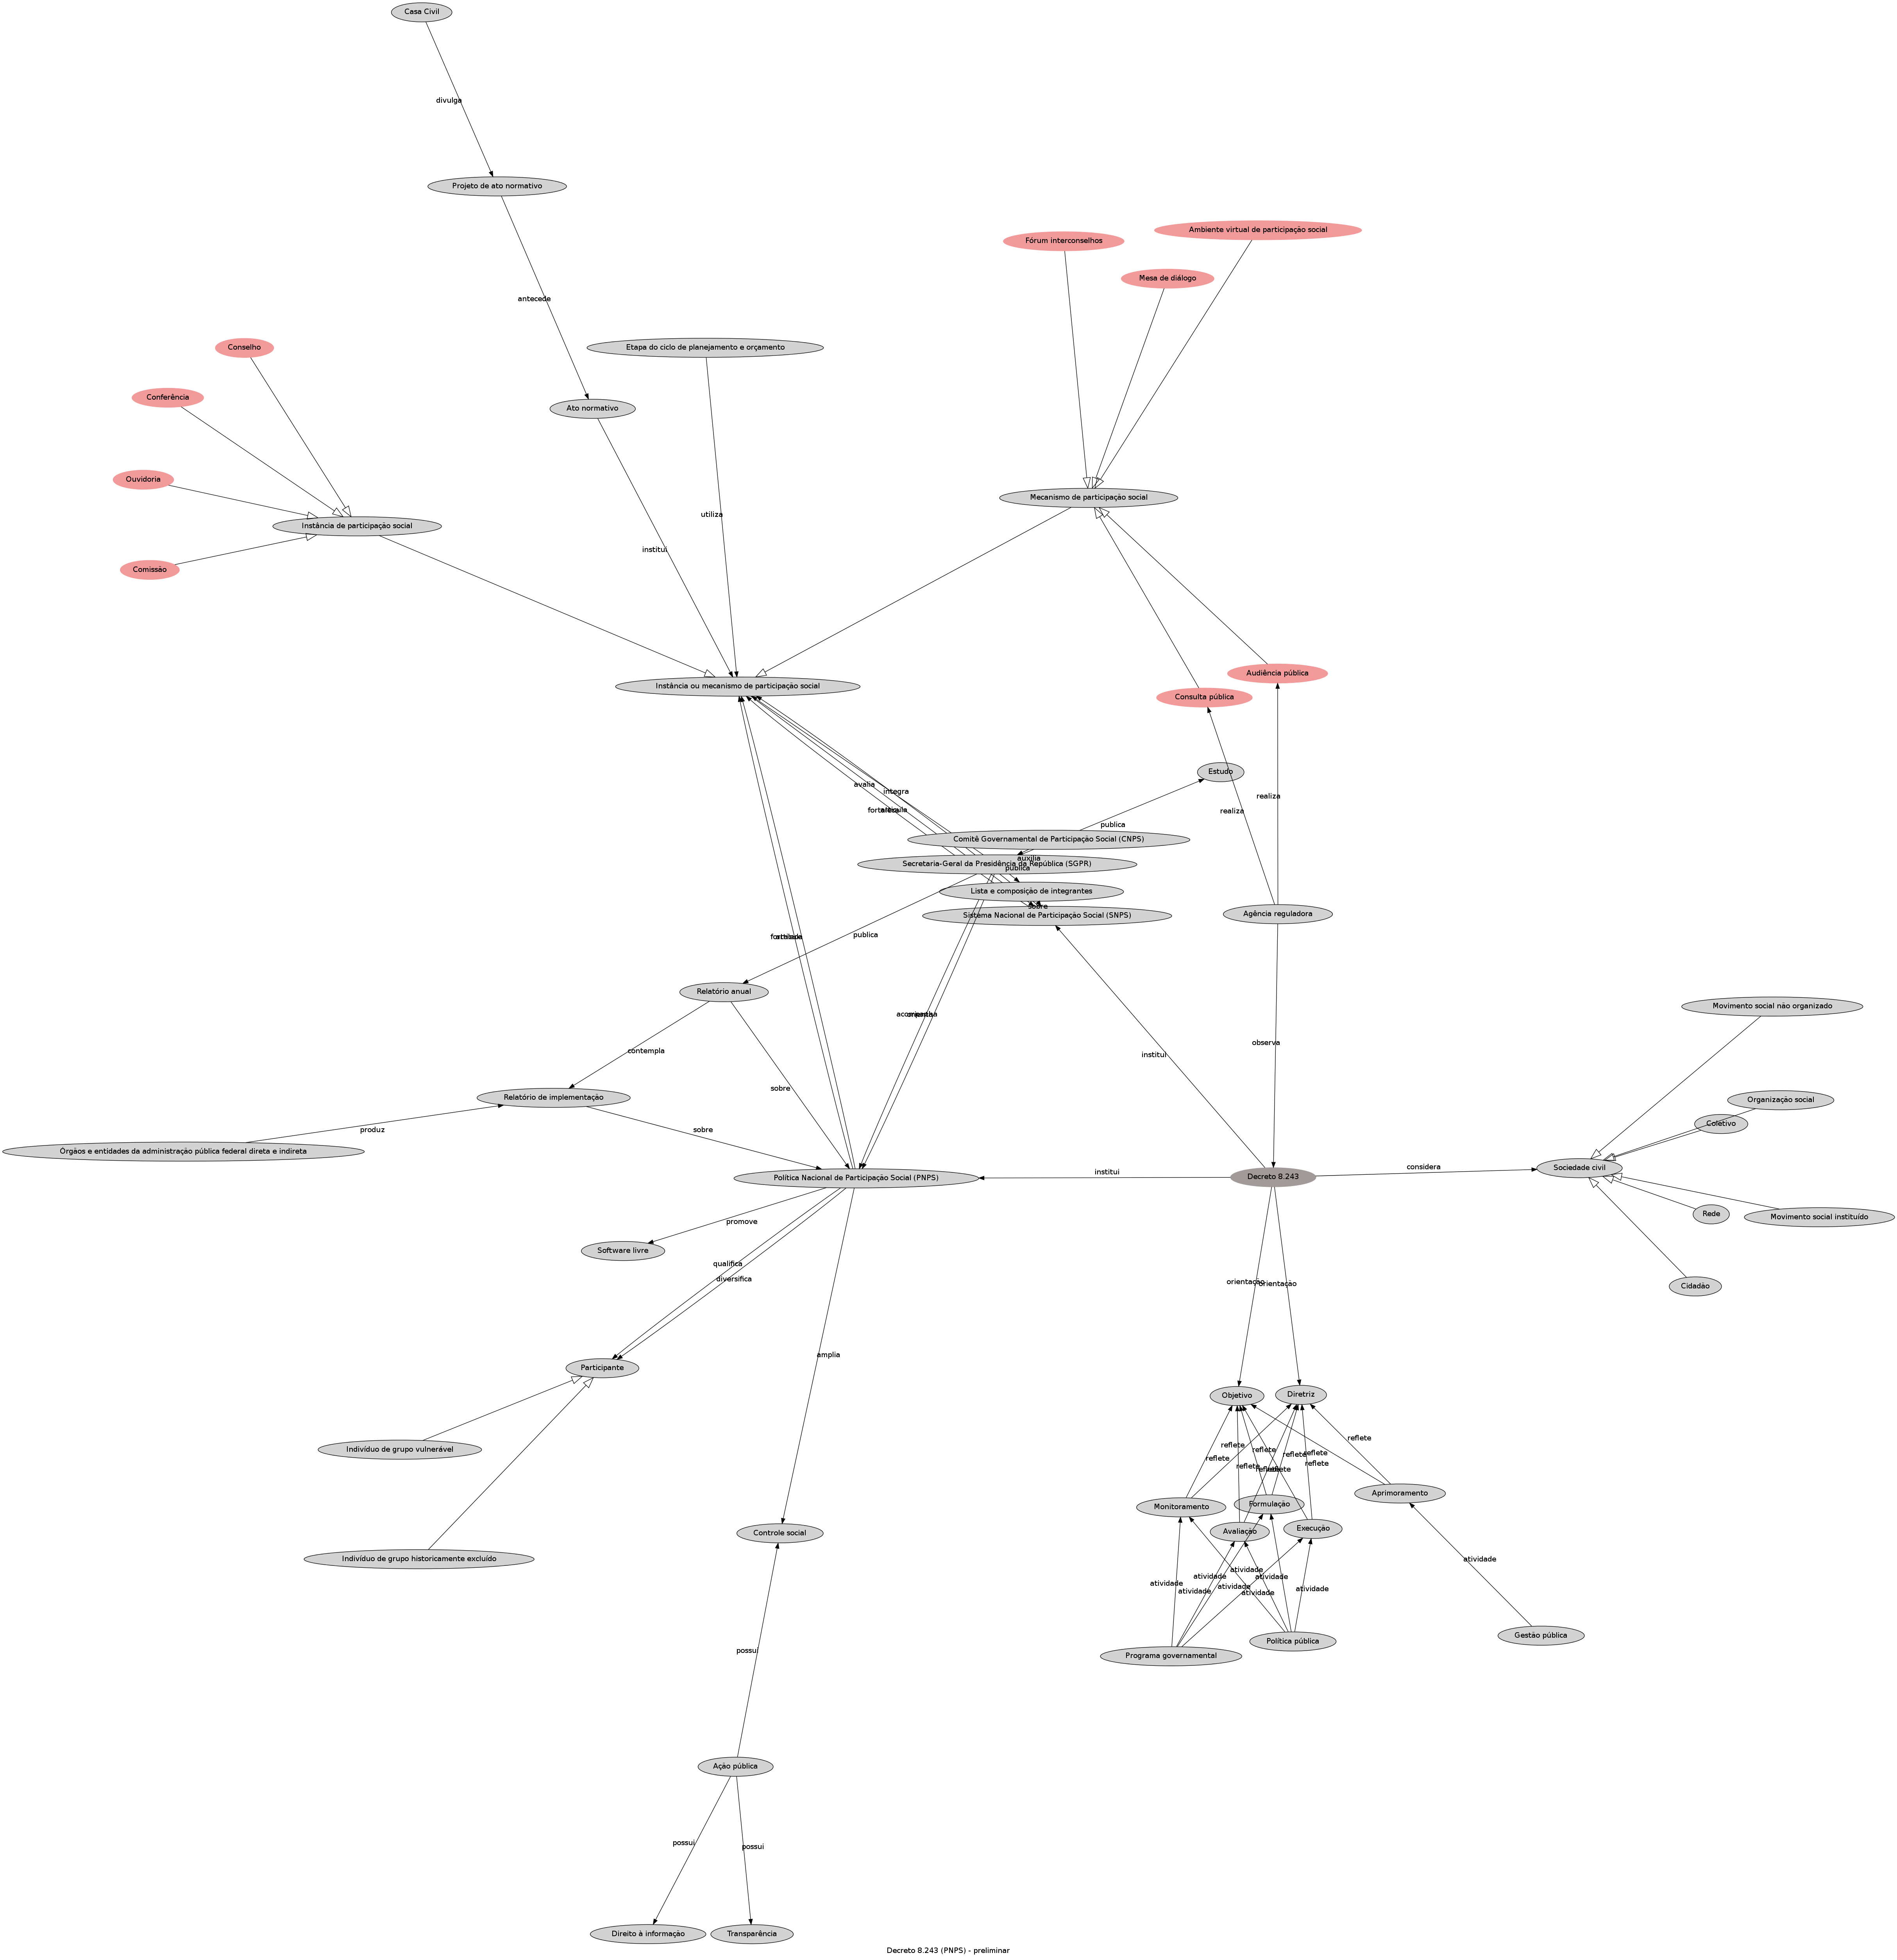 Casa Civil
divulga
Projeto de ato normativo
Ambiente virtual de participação social
Fórum interconselhos
Mesa de diálogo
antecede
Conselho
Etapa do ciclo de planejamento e orçamento
Conferência
Ato normativo
Ouvidoria
Mecanismo de participação social
utiliza
Instância de participação social
institui
Comissão
Audiência pública
Instância ou mecanismo de participação social
Consulta pública
Estudo
avalia
integra
realiza
realiza
publica
Comitê Governamental de Participação Social (CNPS)
auxilia
Secretaria-Geral da Presidência da República (SGPR)
publica
Lista e composição de integrantes
sobre
Sistema Nacional de Participação Social (SNPS)
Agência reguladora
publica
Relatório anual
Movimento social não organizado
observa
contempla
institui
sobre
Relatório de implementação
Organização social
Coletivo
produz
sobre
Órgãos e entidades da administração pública federal direta e indireta
Sociedade civil
considera
institui
Política Nacional de Participação Social (PNPS)
Decreto 8.243
Rede
Movimento social instituído
promove
Software livre
qualifica
diversifica
orientação
orientação
Cidadão
amplia
Participante
Objetivo
Diretriz
reflete
reflete
reflete
reflete
reflete
reflete
reflete
Indivíduo de grupo vulnerável
Aprimoramento
Monitoramento
Formulação
Avaliação
Execução
Controle social
Indivíduo de grupo historicamente excluído
atividade
atividade
atividade
atividade
atividade
atividade
atividade
atividade
atividade
Gestão pública
Política pública
Programa governamental
possui
Ação pública
possui
possui
Direito à informação
Transparência
Decreto 8.243 (PNPS) - preliminar